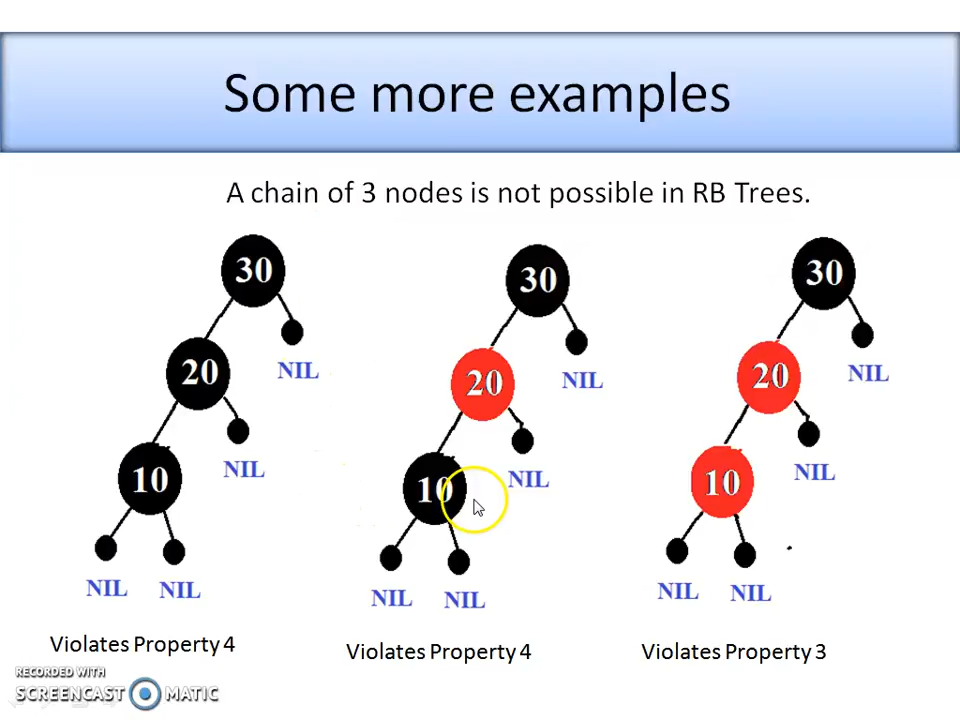 Some more examples
A chain of 3 nodes is not possible in RB Trees.
30 30 30
NIL NIL NIL
20 20 20
NIL NIL NIL
10 10 10
NIL NIL NIL NIL NIL NIL
Violates Property 4 Violates Property 4 Violates Property 3
RECORDED WITH
SCREENCAST MATIC